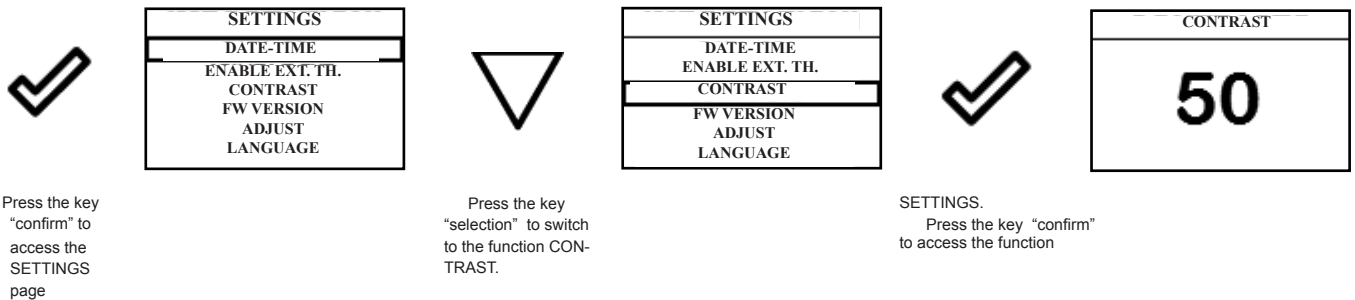 SETTINGS
DATE-TIME
ENABLE EXT. TH.
CONTRAST
FW VERSION
ADJUST
LANGUAGE
SETTINGS
DATE-TIME
ENABLE EXT. TH.
CONTRAST
FW VERSION
ADJUST
LANGUAGE
CONTRAST
50
Press the key
“confirm” to
access the
SETTINGS
page
Press the key
“selection” to switch
to the function CON-
TRAST.
SETTINGS.
Press the key “confirm”
to access the function